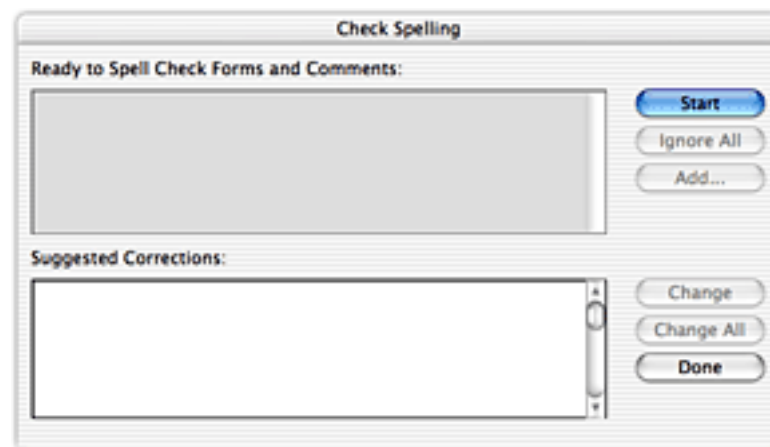 Check Spelling
Ready to Spell Check Forms and Comments:
Start
Ignore All
Add...
Suggested Corrections:
Change
Change All
Done